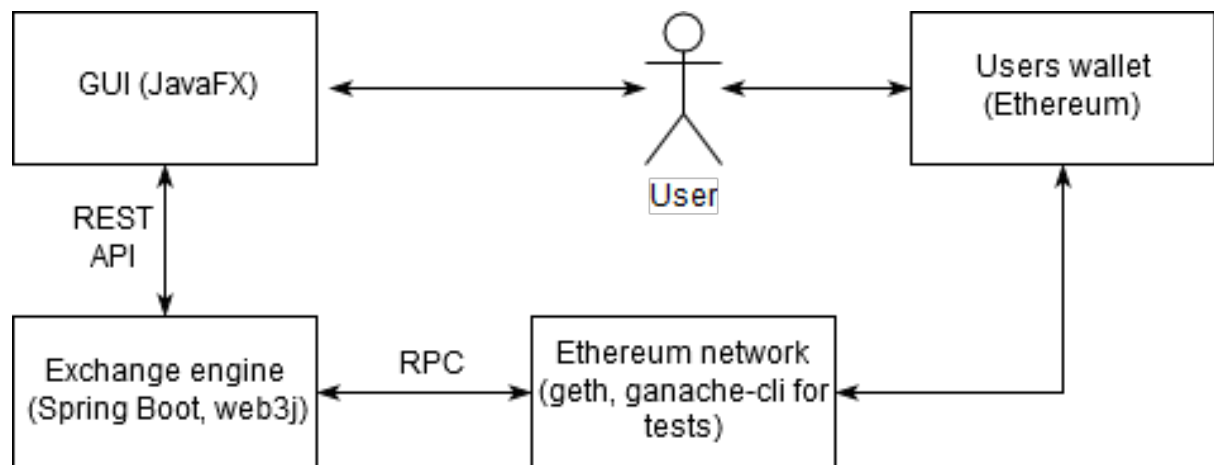 GUI (JavaFX)
Users wallet
(Ethereum)
User
REST
API
Exchange engine
(Spring Boot, web3j)
RPC
Ethereum network
(geth, ganache-cli for
tests)